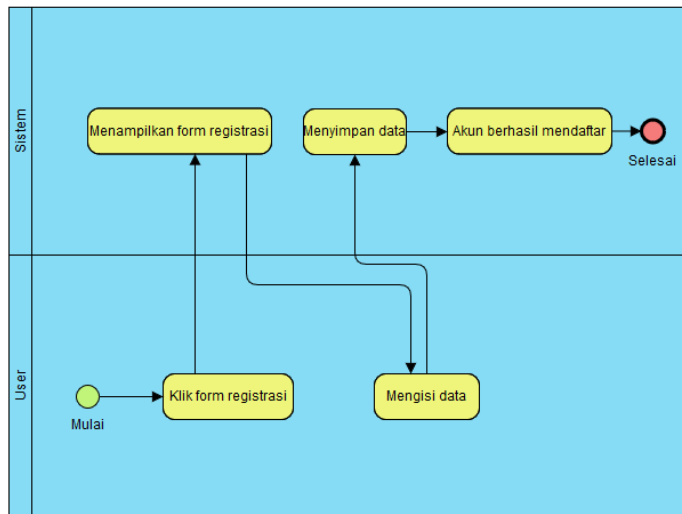 Sistem
Menampilkan form registrasi
Menyimpan data
Akun berhasil mendaftar
Selesai
User
Mulai
Klik form registrasi
Mengisi data